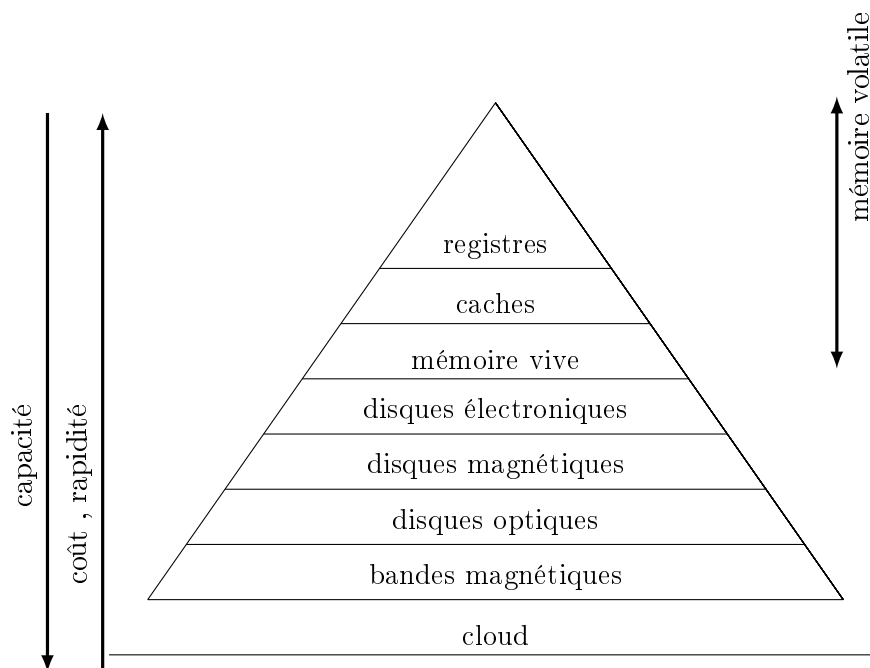 capacité
coût , rapidité
mémoire volatile
registres
caches
mémoire vive
disques électroniques
disques magnétiques
disques optiques
bandes magnétiques
cloud